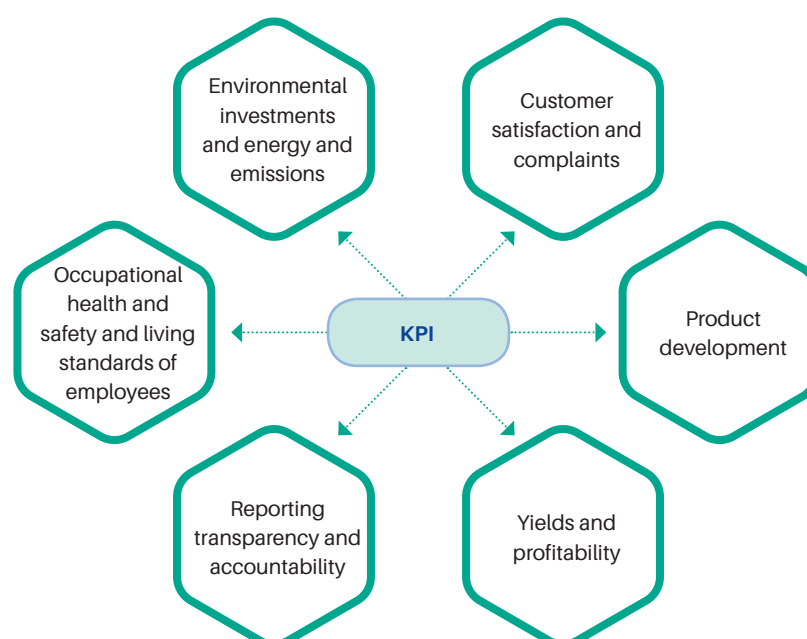 Environmental
investments
and energy and
emissions
Customer
satisfaction and
complaints
Occupational
health and
safety and living
standards of
employees
KPI
Product
development
Reporting
transparency and
accountability
Yields and
profitability